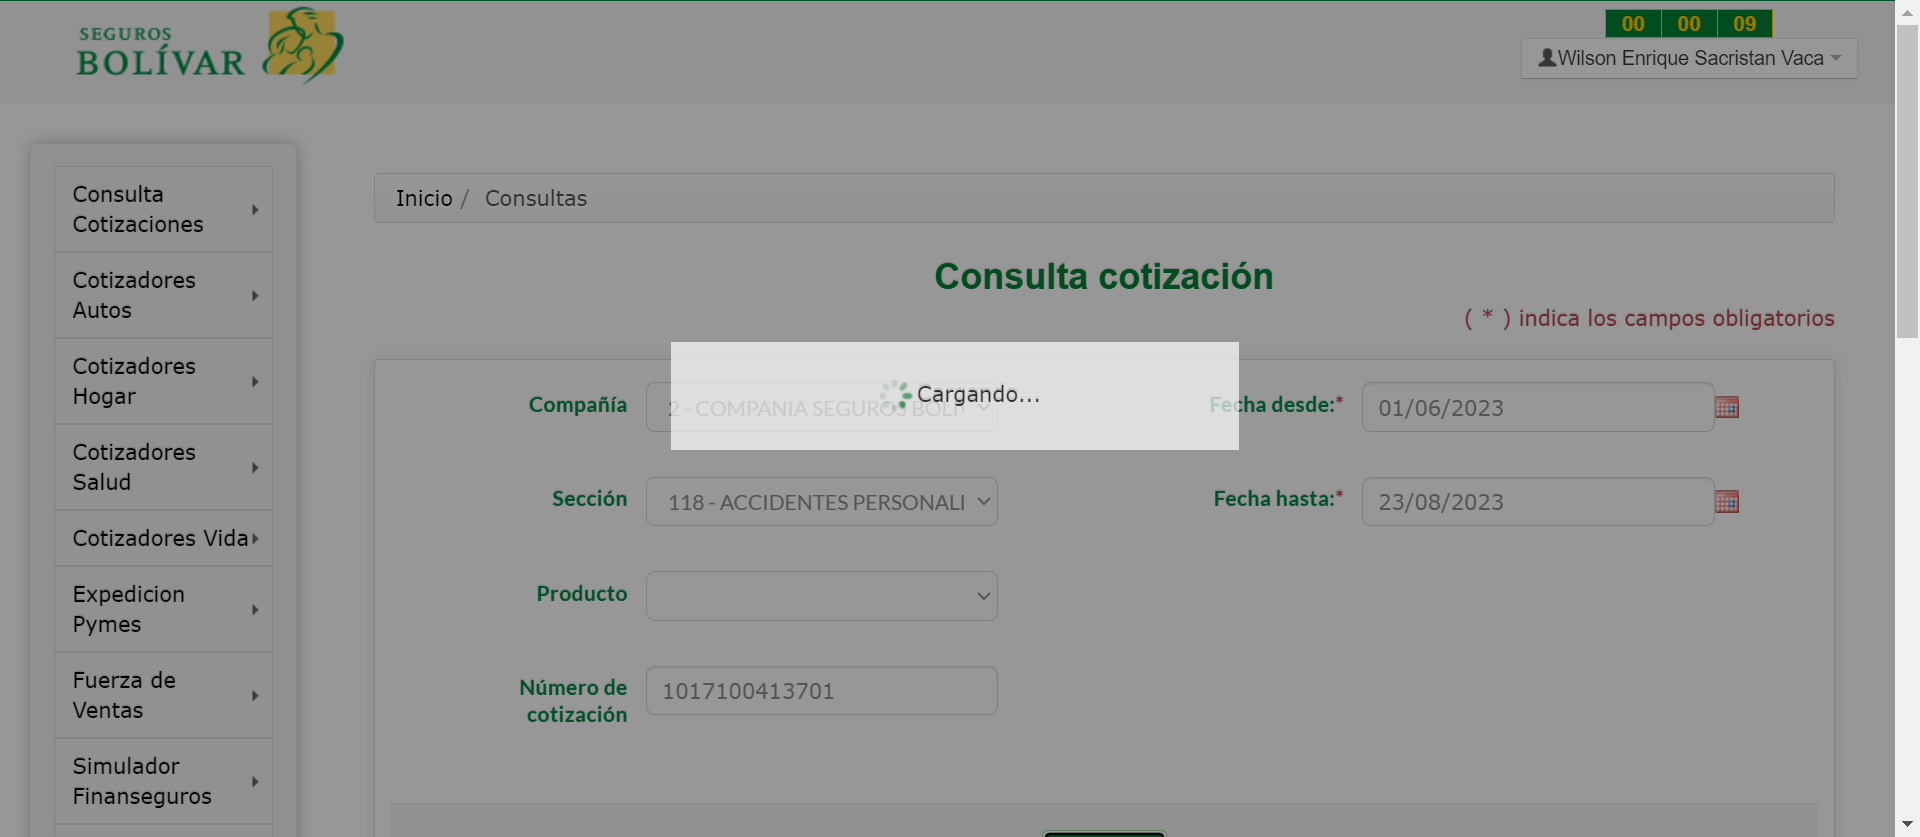 SEGUROS
BOLÍVAR
00 00 09
Wilson Enrique Sacristan Vaca
Consulta
Cotizaciones
Cotizadores
Autos
Cotizadores
Hogar
Cotizadores
Salud
Cotizadores Vida
Expedicion
Pymes
Fuerza de
Ventas
Simulador
Finanseguros
Inicio / Consultas
Consulta cotización
( * ) indica los campos obligatorios
Cargando...
Compañía 2 - COMPANIA SEGUROS BOLI Fecha desde:* 01/06/2023
Sección 118 - ACCIDENTES PERSONALI Fecha hasta:* 23/08/2023
Producto
Número de
cotización
1017100413701